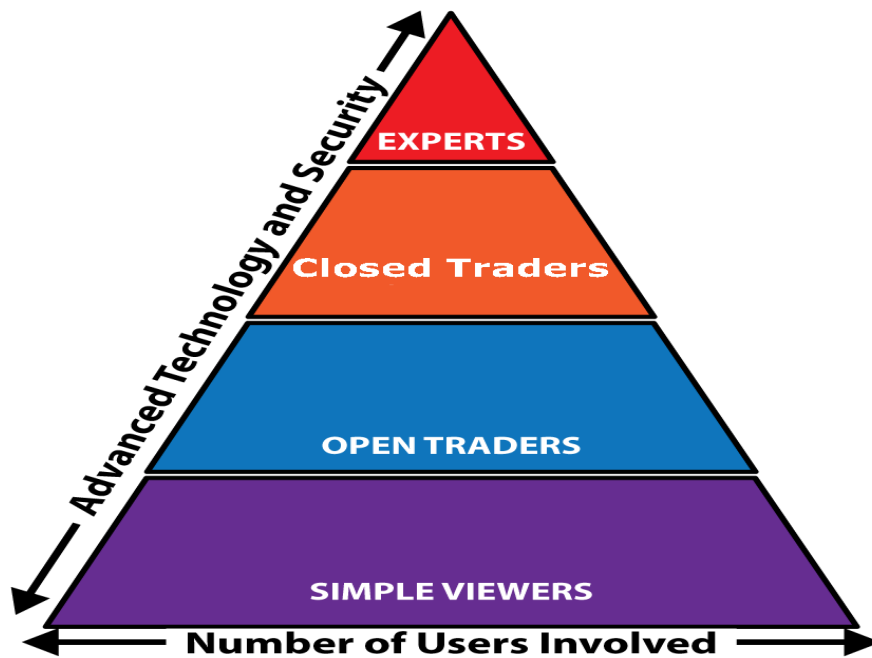 Advanced Technology and Security
EXPERTS
Closed Traders
OPEN TRADERS
SIMPLE VIEWERS
Number of Users Involved